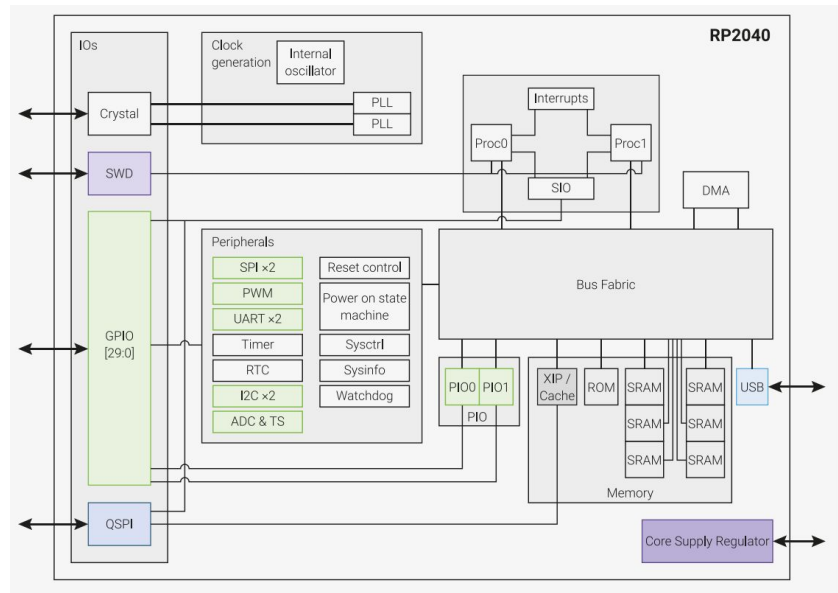 RP2040
IOs
Clock
generation
Internal
oscillator
Crystal
PLL
PLL
Interrupts
Proc0
Proc1
SWD
SIO
DMA
Peripherals
SPI ×2
Reset control
PWM
Power on state
machine
UART ×2
Bus Fabric
GPIO
[29:0]
Timer
Sysctrl
RTC
Sysinfo
I2C ×2
Watchdog
ADC & TS
PIO0
PIO1
PIO
XIP /
Cache
ROM
SRAM
SRAM
USB
SRAM
SRAM
SRAM
SRAM
Memory
QSPI
Core Supply Regulator